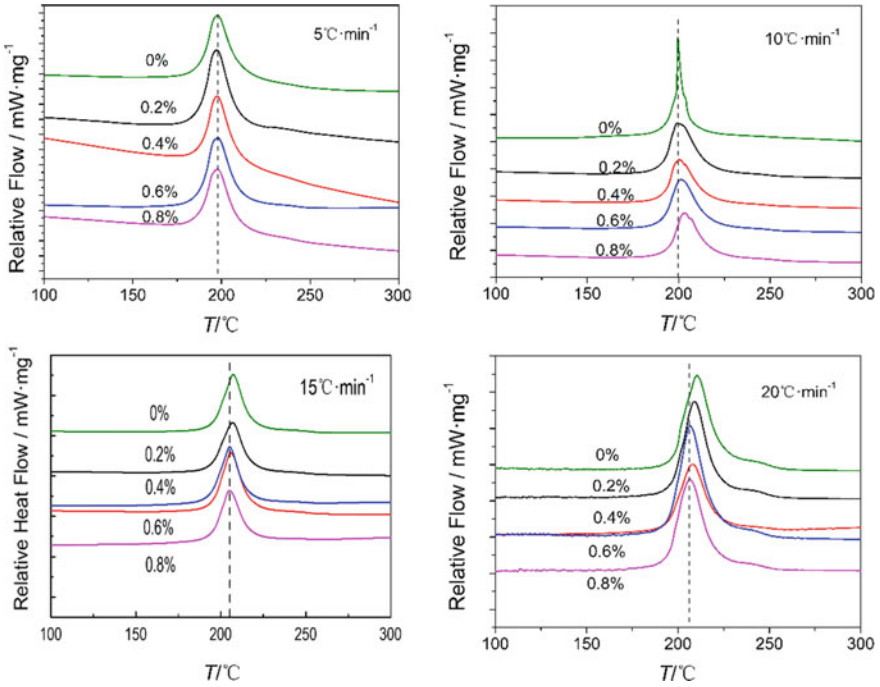 5℃·min⁻¹
0%
0.2%
0.4%
0.6%
0.8%
Relative Flow / mW·mg⁻¹
100 150 200 250 300
T/℃
10℃·min⁻¹
0%
0.2%
0.4%
0.6%
0.8%
Relative Flow / mW·mg⁻¹
100 150 200 250 300
T/℃
15℃·min⁻¹
0%
0.2%
0.4%
0.6%
0.8%
Relative Heat Flow / mW·mg⁻¹
100 150 200 250 300
T/℃
20℃·min⁻¹
0%
0.2%
0.4%
0.6%
0.8%
Relative Flow / mW·mg⁻¹
100 150 200 250 300
T/℃